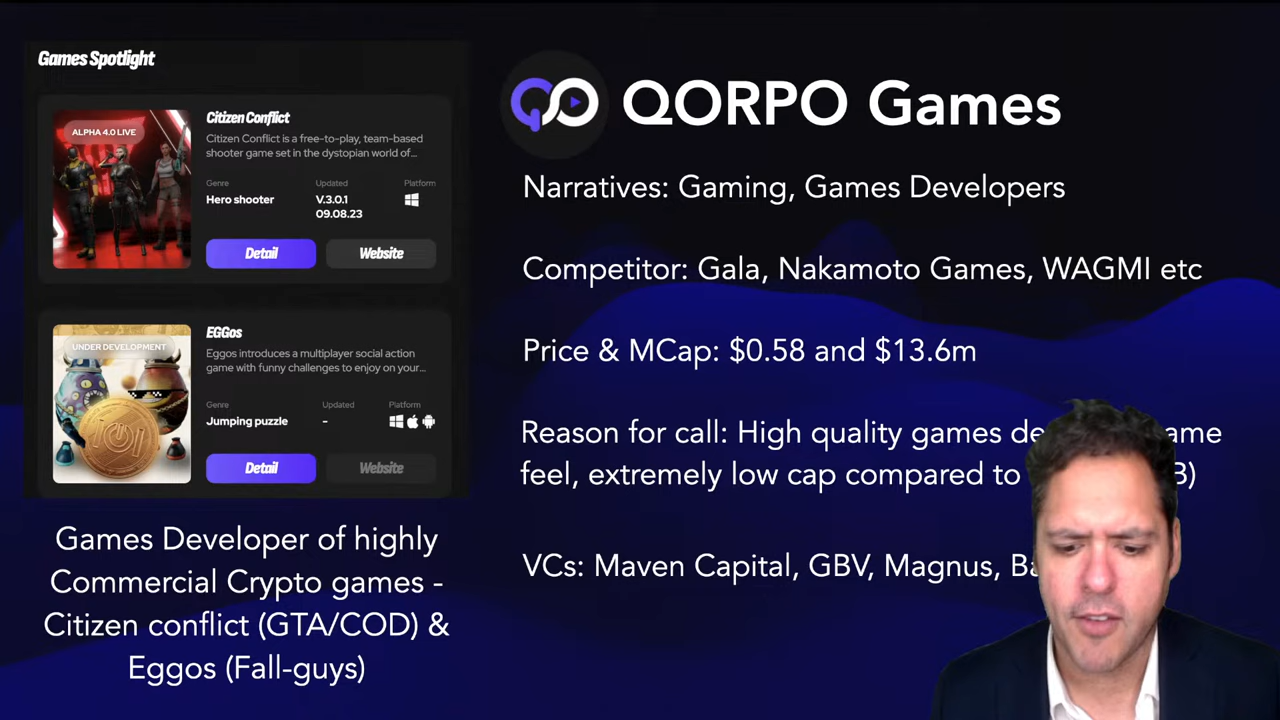 Games Spotlight
ALPHA 4.0 LIVE
Citizen Conflict
Citizen Conflict is a free-to-play, team-based
shooter game set in the dystopian world of...
Genre
Updated
Platform
Hero shooter
V.3.0.1
09.08.23
Detail
Website
UNDER DEVELOPMENT
EGGos
Eggos introduces a multiplayer social action
game with funny challenges to enjoy on your...
Genre
Updated
Platform
Jumping puzzle
-
Detail
Website
Games Developer of highly
Commercial Crypto games -
Citizen conflict (GTA/COD) &
Eggos (Fall-guys)
QORPO Games
Narratives: Gaming, Games Developers
Competitor: Gala, Nakamoto Games, WAGMI etc
Price & MCap: $0.58 and $13.6m
Reason for call: High quality games
feel, extremely low cap compared to
VCs: Maven Capital, GBV, Magnus,